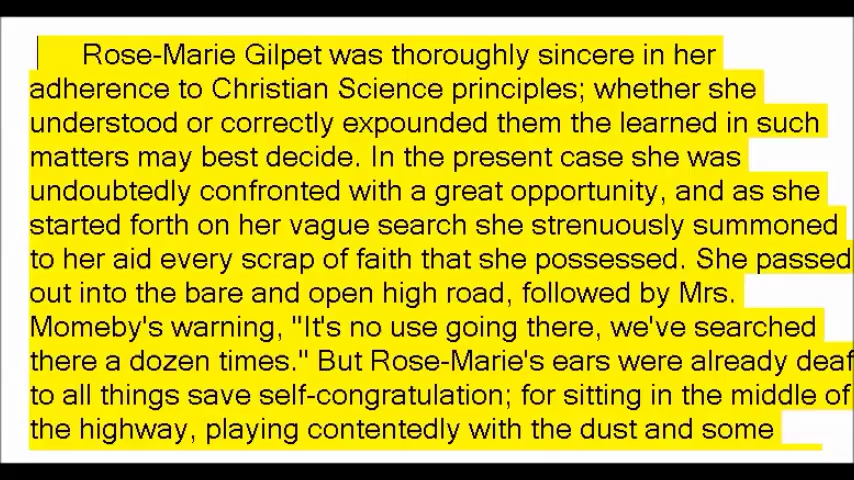 Rose-Marie Gilpet was thoroughly sincere in her
adherence to Christian Science principles; whether she
understood or correctly expounded them the learned in such
matters may best decide. In the present case she was
undoubtedly confronted with a great opportunity, and as she
started forth on her vague search she strenuously summoned
to her aid every scrap of faith that she possessed. She passed
out into the bare and open high road, followed by Mrs.
Momeby's warning, "It's no use going there, we've searched
there a dozen times." But Rose-Marie's ears were already deaf
to all things save self-congratulation; for sitting in the middle of
the highway, playing contentedly with the dust and some